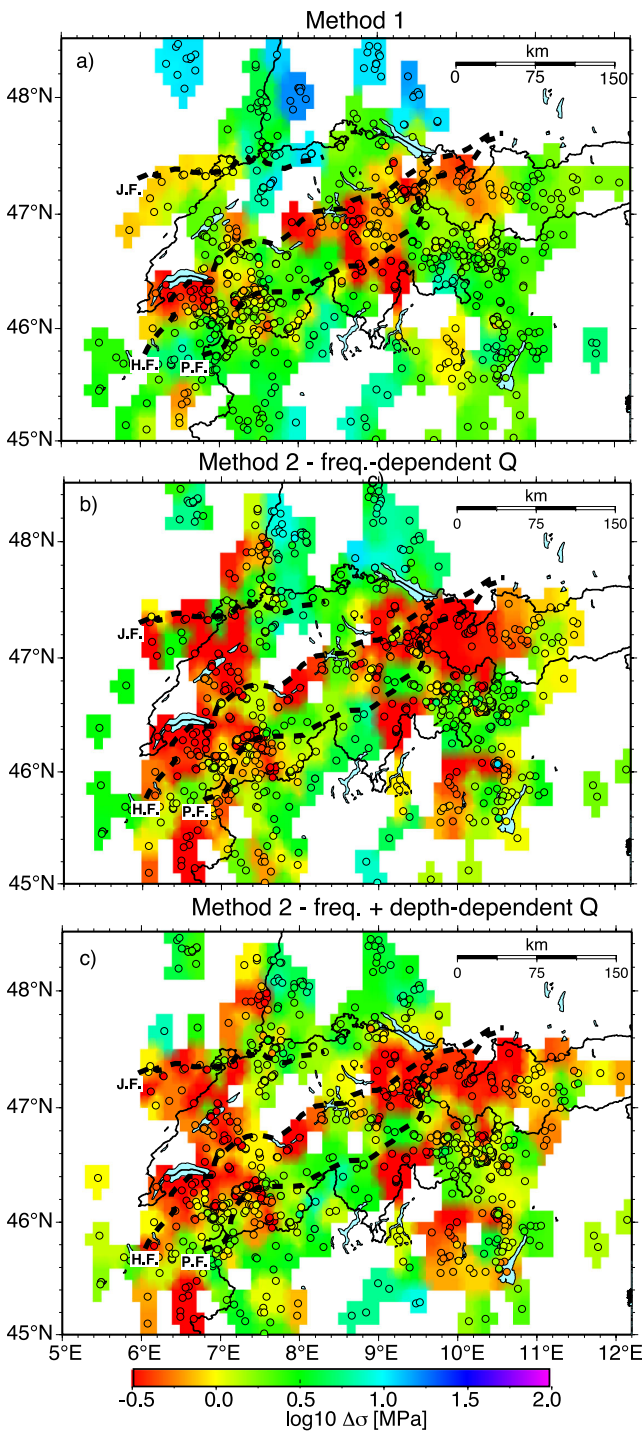 Method 1
a)
km
0 75 150
48°N
J.F.
47°N
46°N
H.F. P.F.
45°N
Method 2 - freq.-dependent Q
c)
b)
km
0 75 150
48°N
J.F.
47°N
46°N
H.F. P.F.
45°N
Method 2 - freq. + depth-dependent Q
c)
km
0 75 150
48°N
J.F.
47°N
46°N
H.F. P.F.
45°N
5°E 6°E 7°E 8°E 9°E 10°E 11°E 12°E
-0.5 0.0 0.5 1.0 1.5 2.0
log10 Δσ [MPa]